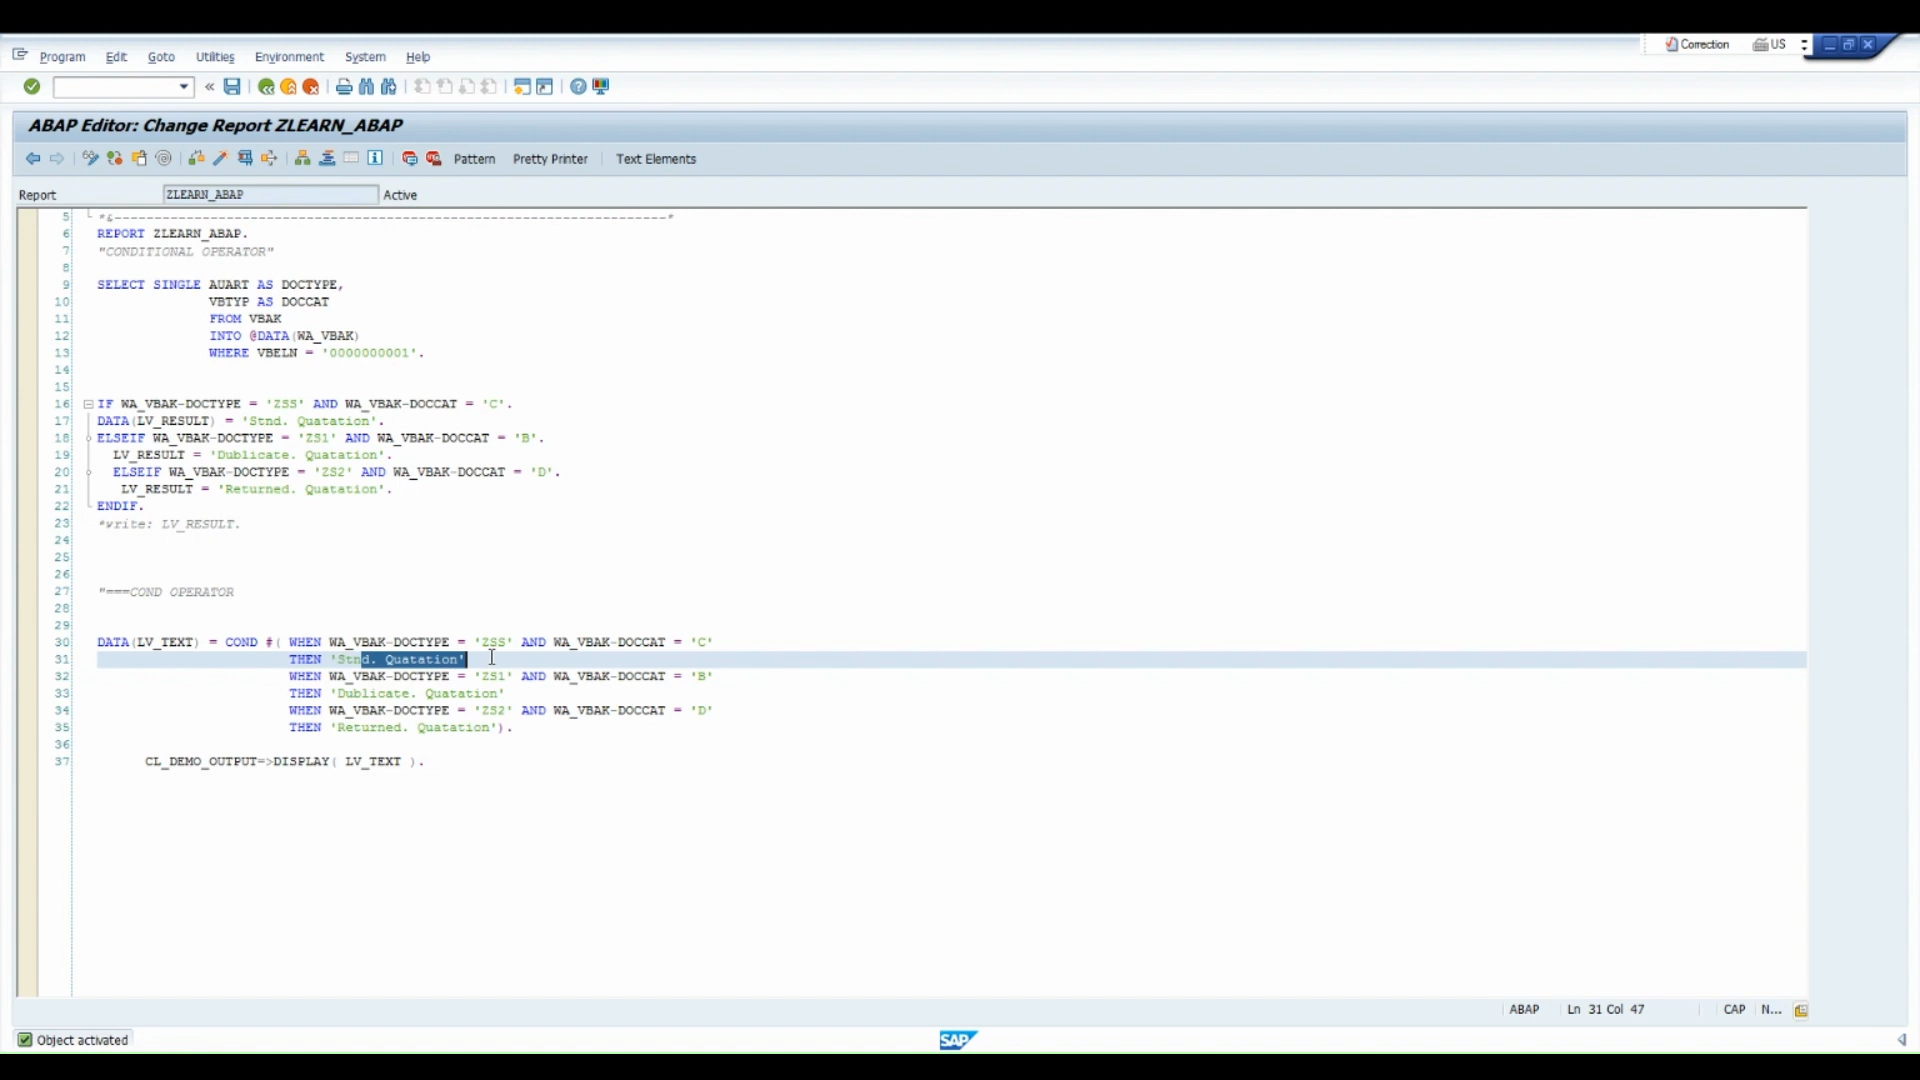 Correction US
Program Edit Goto Utilities Environment System Help
«
ABAP Editor: Change Report ZLEARN_ABAP
Pattern Pretty Printer Text Elements
Report ZLEARN_ABAP Active
5 *&---------------------------------------------------------------------*
6 REPORT ZLEARN_ABAP.
7 "CONDITIONAL OPERATOR"
8
9 SELECT SINGLE AUART AS DOCTYPE,
10 VBTYP AS DOCCAT
11 FROM VBAK
12 INTO @DATA(WA_VBAK)
13 WHERE VBELN = '0000000001'.
14
15
16 IF WA_VBAK-DOCTYPE = 'ZSS' AND WA_VBAK-DOCCAT = 'C'.
17 DATA(LV_RESULT) = 'Stnd. Quatation'.
18 ELSEIF WA_VBAK-DOCTYPE = 'ZS1' AND WA_VBAK-DOCCAT = 'B'.
19 LV_RESULT = 'Dublicate. Quatation'.
20 ELSEIF WA_VBAK-DOCTYPE = 'ZS2' AND WA_VBAK-DOCCAT = 'D'.
21 LV_RESULT = 'Returned. Quatation'.
22 ENDIF.
23 *write: LV_RESULT.
24
25
26
27 "===COND OPERATOR
28
29
30 DATA(LV_TEXT) = COND #( WHEN WA_VBAK-DOCTYPE = 'ZSS' AND WA_VBAK-DOCCAT = 'C'
31 THEN 'Stnd. Quatation'
32 WHEN WA_VBAK-DOCTYPE = 'ZS1' AND WA_VBAK-DOCCAT = 'B'
33 THEN 'Dublicate. Quatation'
34 WHEN WA_VBAK-DOCTYPE = 'ZS2' AND WA_VBAK-DOCCAT = 'D'
35 THEN 'Returned. Quatation').
36
37 CL_DEMO_OUTPUT=>DISPLAY( LV_TEXT ).
ABAP Ln 31 Col 47 CAP N...
Object activated SAP